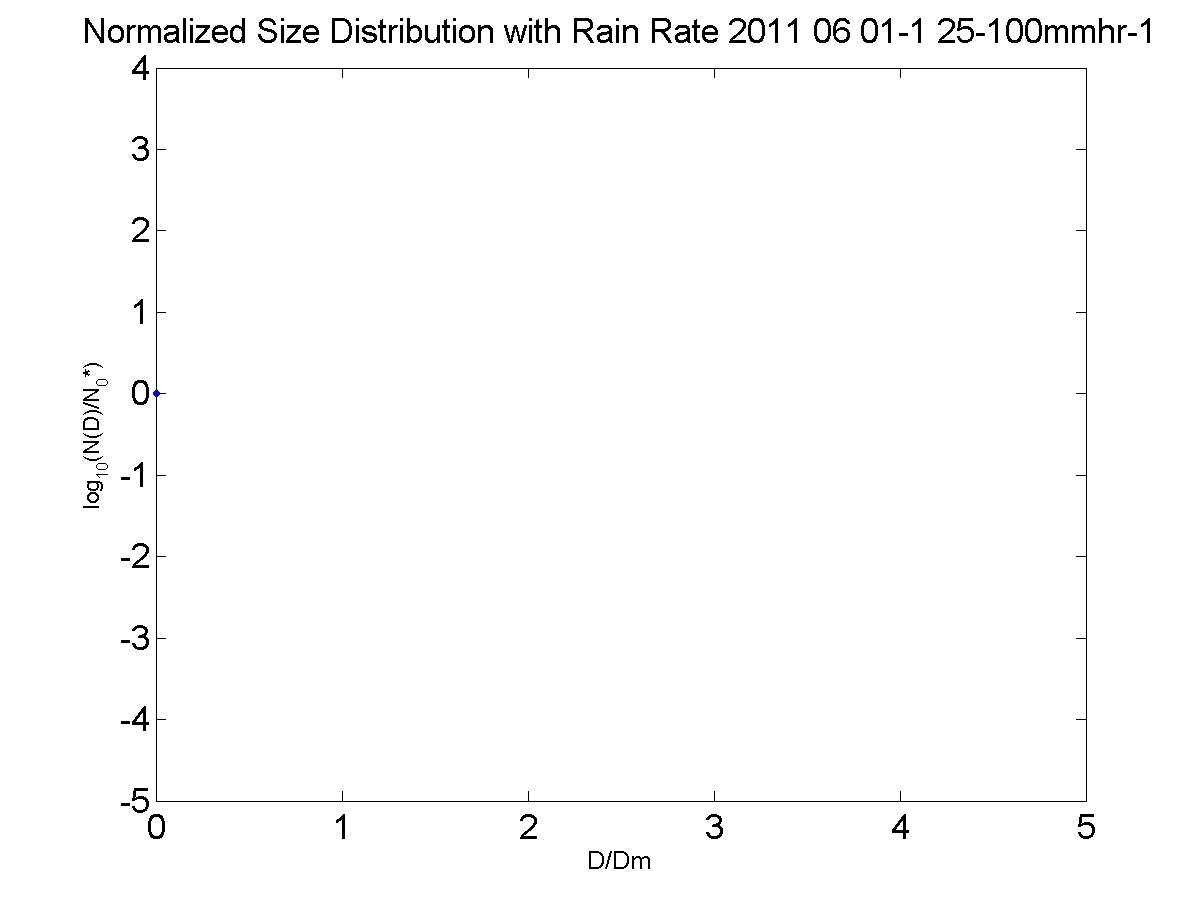 Normalized Size Distribution with Rain Rate 2011 06 01-1 25-100mmhr-1
4
3
2
1
0
-1
-2
-3
-4
-5
log10(N(D)/N0*)
0 1 2 3 4 5
D/Dm